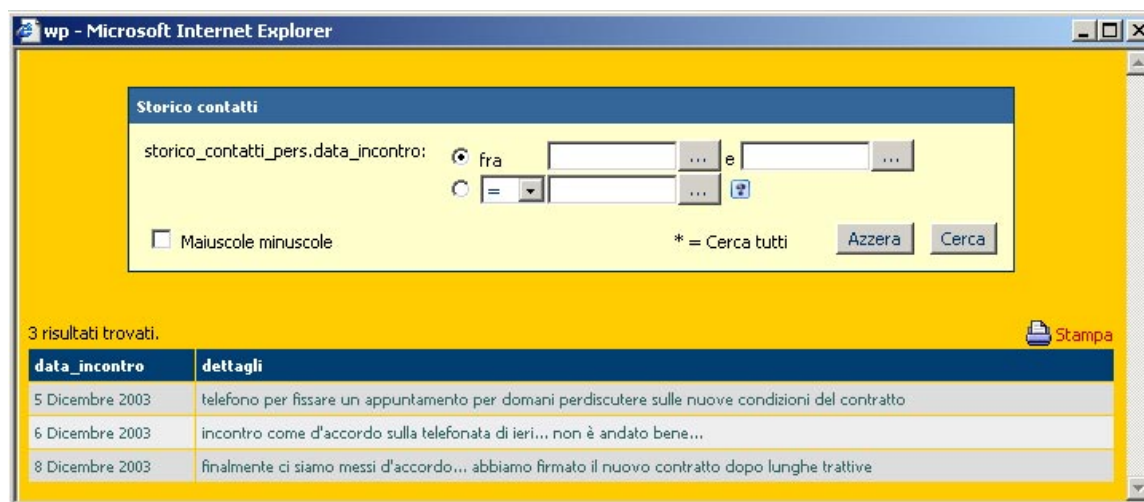 wp - Microsoft Internet Explorer
Storico contatti
storico_contatti_pers.data_incontro: fra ... e ...
= ... ?
Maiuscole minuscole * = Cerca tutti Azzera Cerca
3 risultati trovati. Stampa
data_incontro dettagli
5 Dicembre 2003 telefono per fissare un appuntamento per domani perdiscutere sulle nuove condizioni del contratto
6 Dicembre 2003 incontro come d'accordo sulla telefonata di ieri... non è andato bene...
8 Dicembre 2003 finalmente ci siamo messi d'accordo... abbiamo firmato il nuovo contratto dopo lunghe trattive